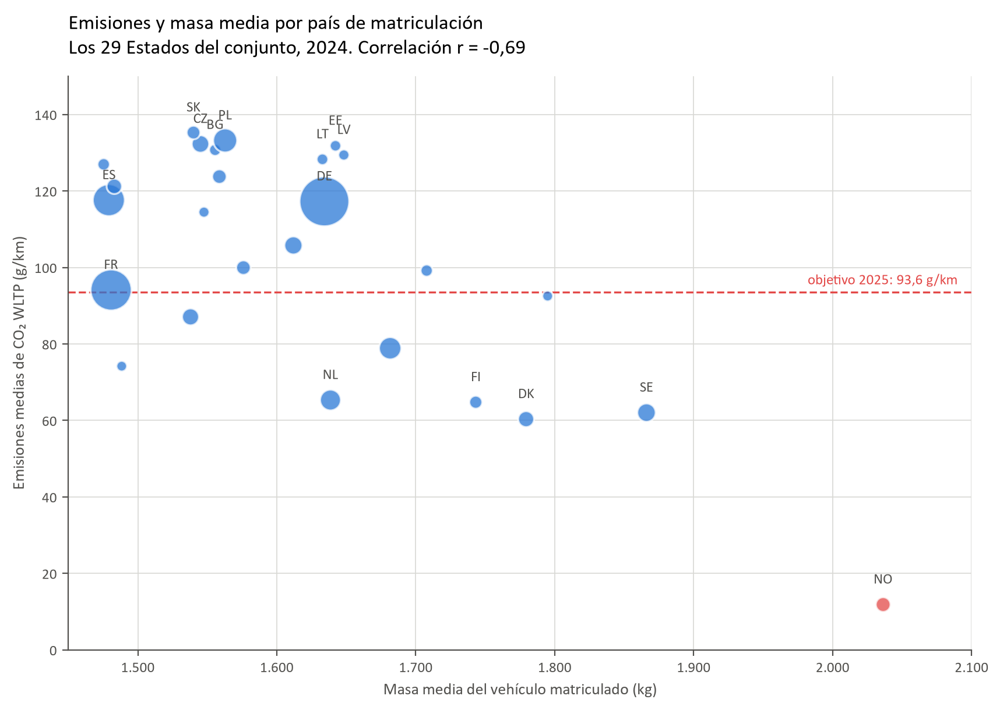 Emisiones y masa media por país de matriculación
Los 29 Estados del conjunto, 2024. Correlación r = -0,69
Emisiones medias de CO₂ WLTP (g/km)
140
120
100
80
60
40
20
0
SK
CZ
BG
PL
EE
LV
LT
ES
DE
FR
objetivo 2025: 93,6 g/km
NL
FI
DK
SE
NO
1.500
1.600
1.700
1.800
1.900
2.000
2.100
Masa media del vehículo matriculado (kg)